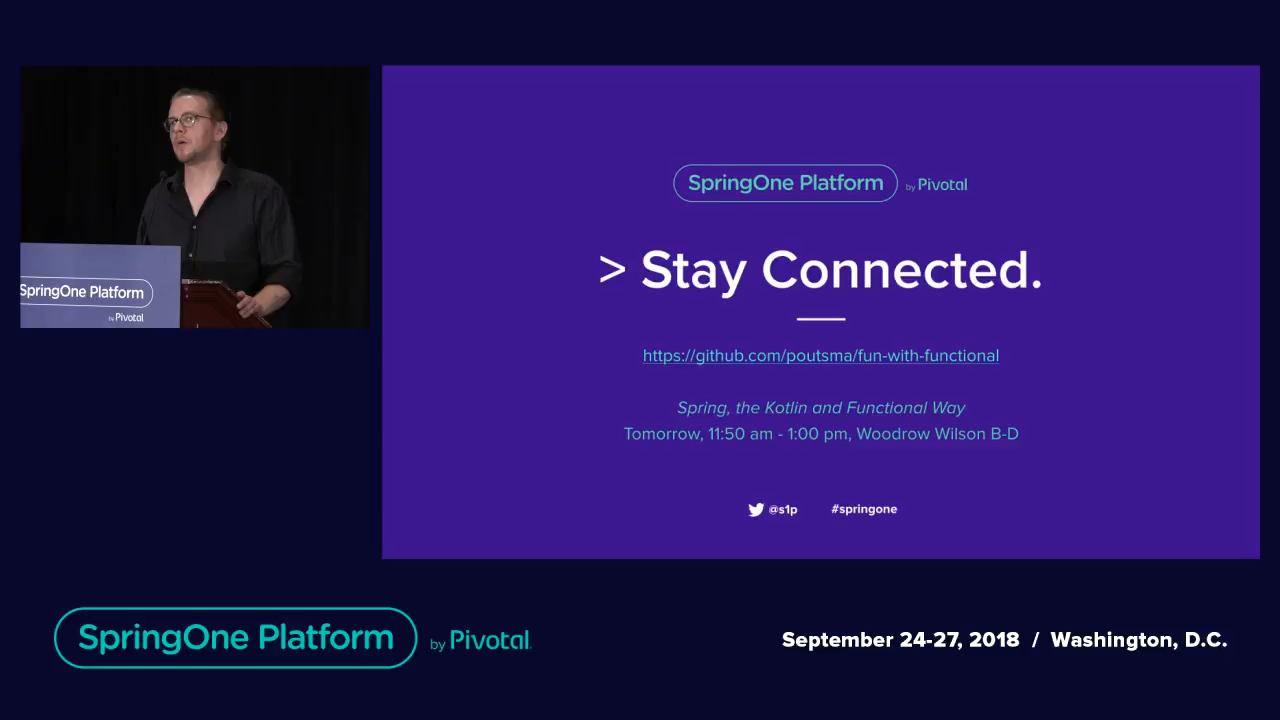 SpringOne Platform
by Pivotal
SpringOne Platform by Pivotal
> Stay Connected.
https://github.com/poutsma/fun-with-functional
Spring, the Kotlin and Functional Way
Tomorrow, 11:50 am - 1:00 pm, Woodrow Wilson B-D
@s1p #springone
SpringOne Platform by Pivotal.
September 24-27, 2018 / Washington, D.C.